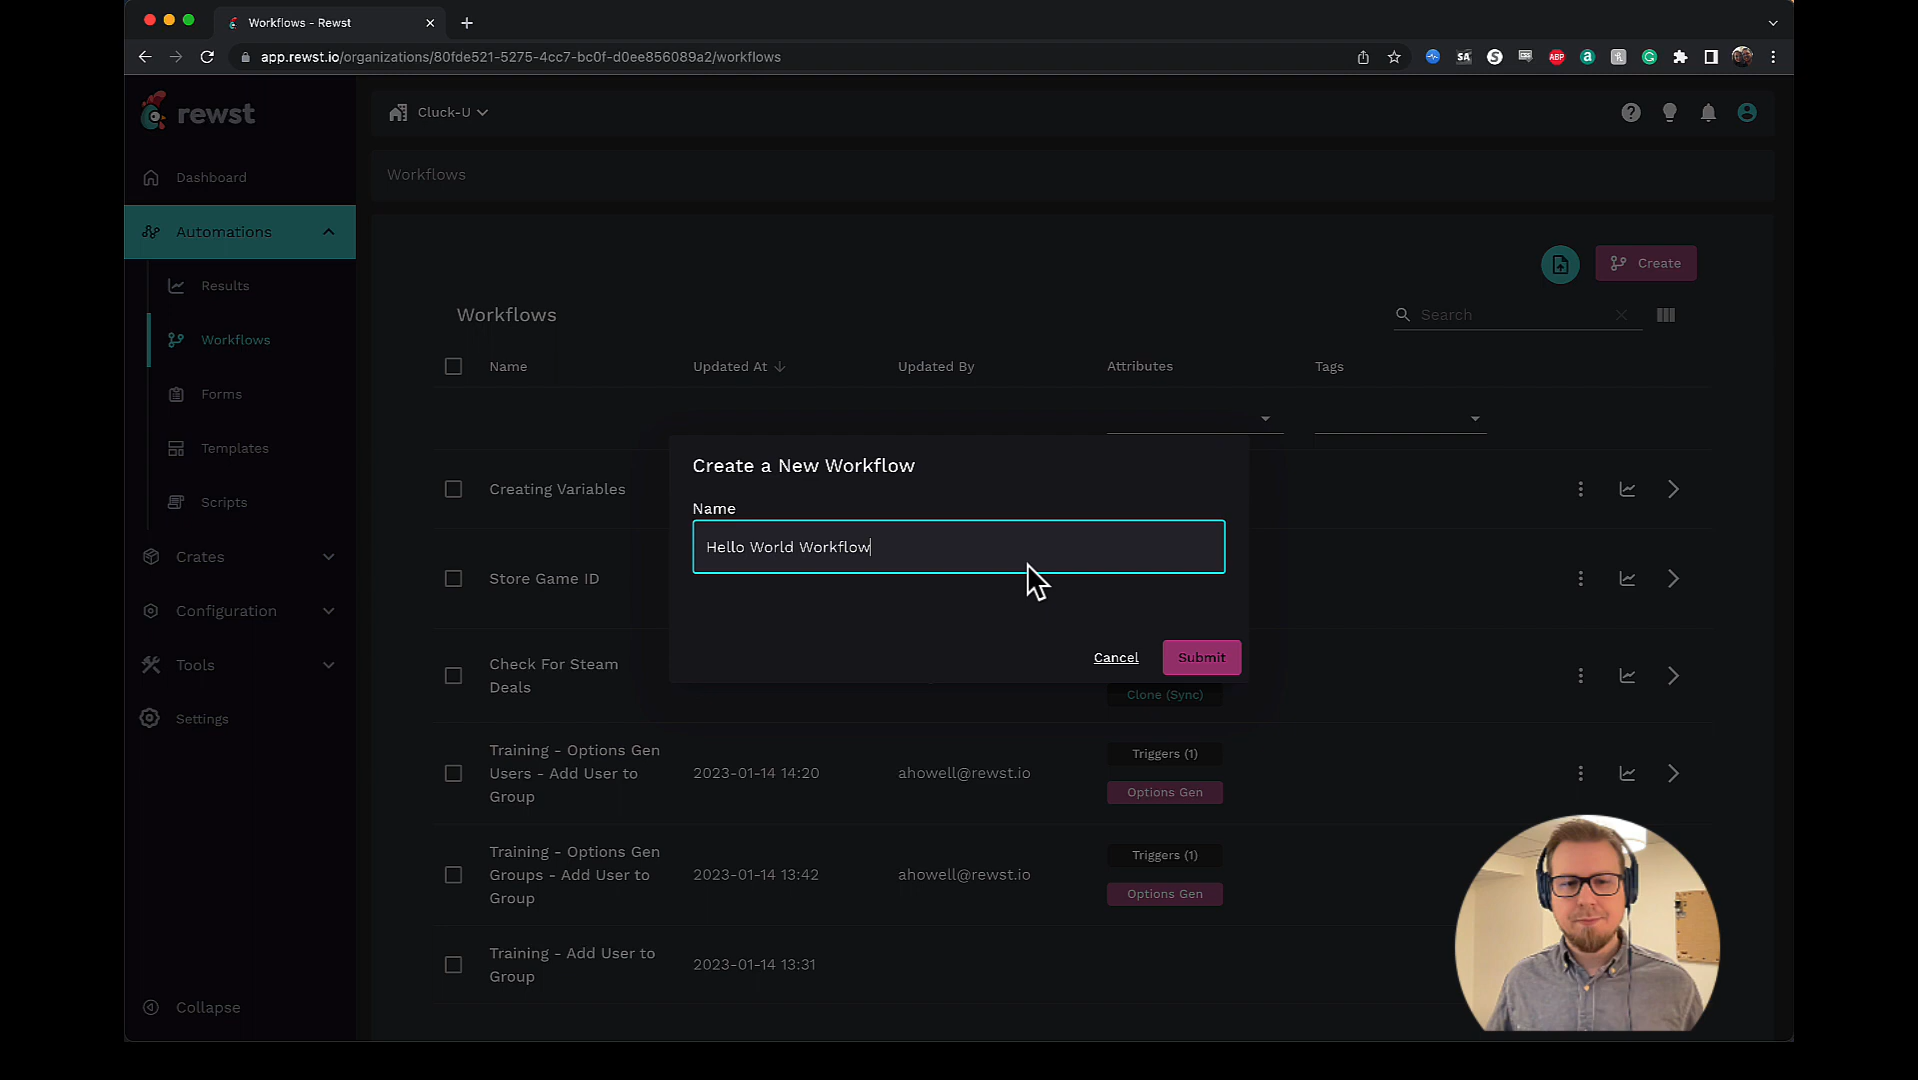 Workflows - Rewst
app.rewst.io/organizations/80fde521-5275-4cc7-bc0f-d0ee856089a2/workflows
SA
ABP
a
rewst
Cluck-U
Dashboard
Workflows
Automations
Create
Results
Workflows
Search
Workflows
Name
Updated At
Updated By
Attributes
Tags
Forms
Templates
Create a New Workflow
Creating Variables
Scripts
Name
Hello World Workflow
Crates
Store Game ID
Configuration
Cancel
Submit
Tools
Check For Steam
Deals
Clone (Sync)
Settings
Training - Options Gen
Users - Add User to
Group
2023-01-14 14:20
ahowell@rewst.io
Triggers (1)
Options Gen
Training - Options Gen
Groups - Add User to
Group
2023-01-14 13:42
ahowell@rewst.io
Triggers (1)
Options Gen
Training - Add User to
Group
2023-01-14 13:31
Collapse